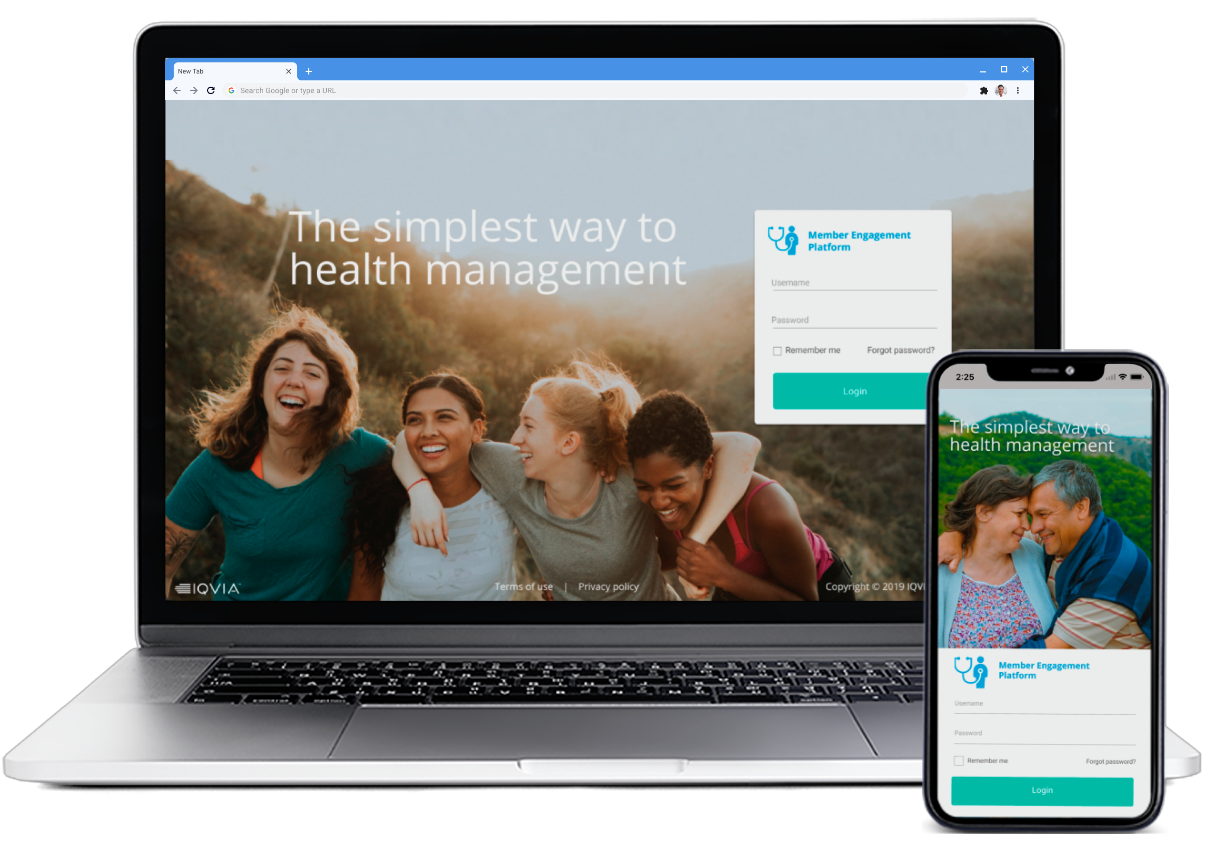 New Tab
Search Google or type a URL
The simplest way to
health management
Member Engagement
Platform
Username
Password
Remember me
Forgot password?
Login
IQVIA
Terms of use | Privacy policy
Copyright © 2019 IQVI
2:25
The simplest way to
health management
Member Engagement
Platform
Username
Password
Remember me
Forgot password?
Login